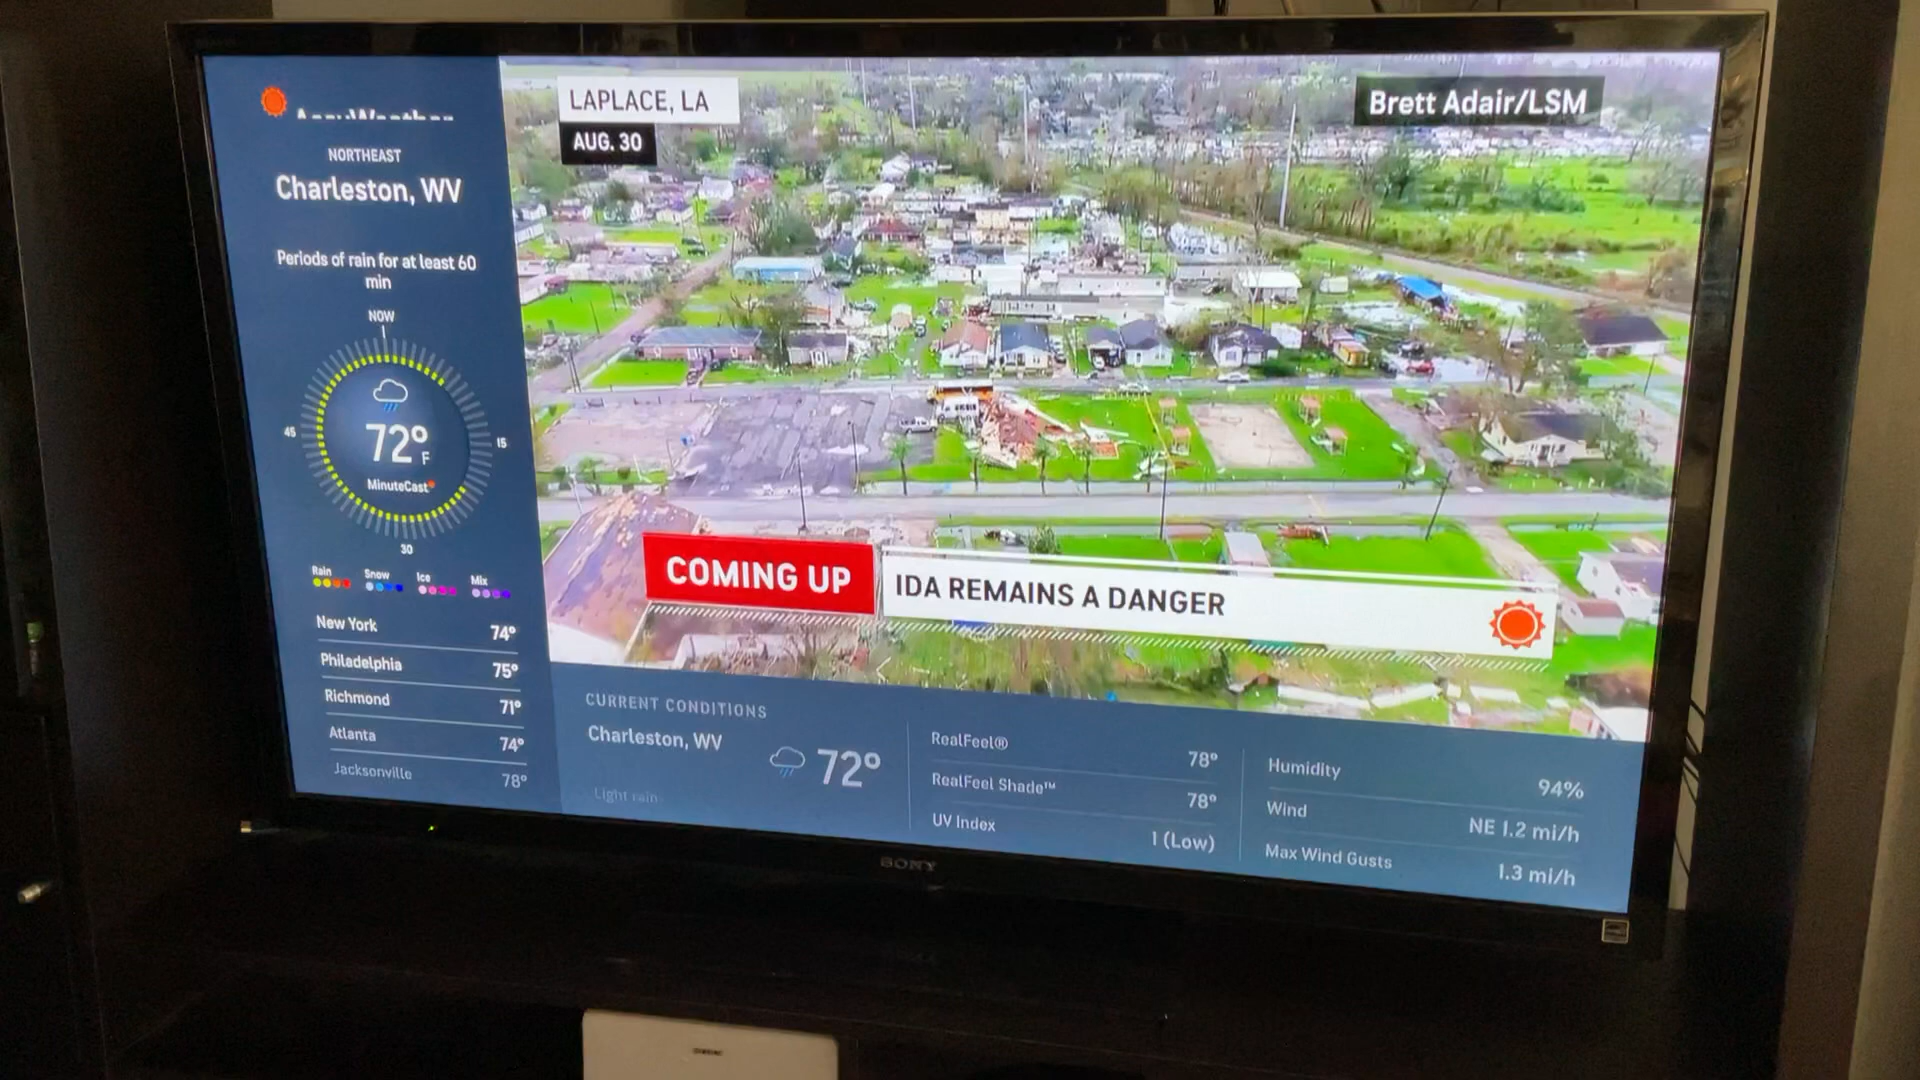 AccuWeather
NORTHEAST
Charleston, WV
Periods of rain for at least 60
min
NOW
45
15
72°
F
MinuteCast
30
Rain
Snow
Ice
Mix
New York 74°
Philadelphia 75°
Richmond 71°
Atlanta 74°
Jacksonville 78°
LAPLACE, LA
AUG. 30
Brett Adair/LSM
COMING UP
IDA REMAINS A DANGER
CURRENT CONDITIONS
Charleston, WV
72°
Light rain
RealFeel® 78°
RealFeel Shade™ 78°
UV Index 1 (Low)
Humidity 94%
Wind NE 1.2 mi/h
Max Wind Gusts 1.3 mi/h
SONY